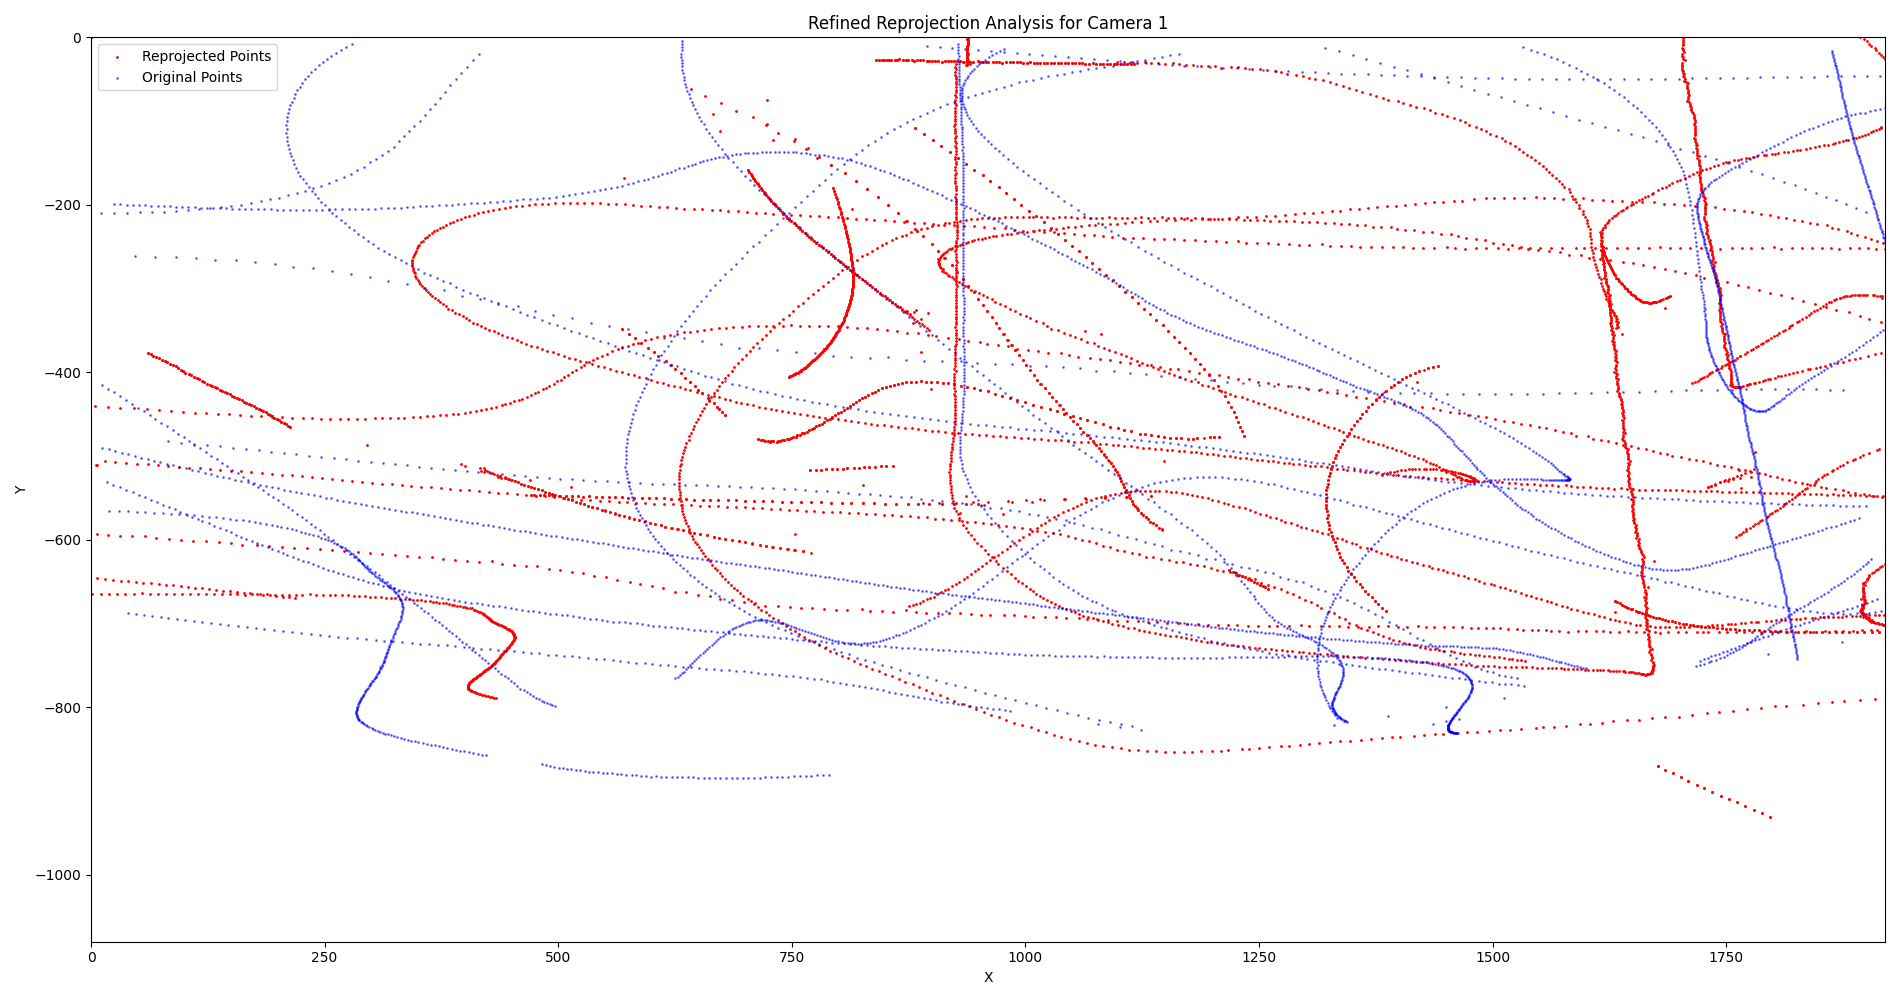 Refined Reprojection Analysis for Camera 1
Reprojected Points
Original Points
0
−200
−400
−600
−800
−1000
Y
0 250 500 750 1000 1250 1500 1750
X